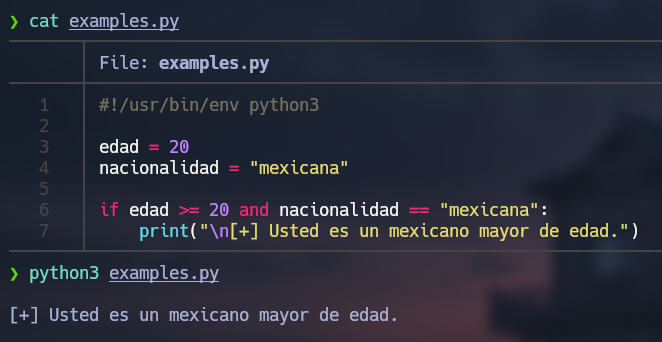 ❯ cat examples.py
File: examples.py
1 #!/usr/bin/env python3
2
3 edad = 20
4 nacionalidad = "mexicana"
5
6 if edad >= 20 and nacionalidad == "mexicana":
7     print("\n[+] Usted es un mexicano mayor de edad.")
❯ python3 examples.py
[+] Usted es un mexicano mayor de edad.